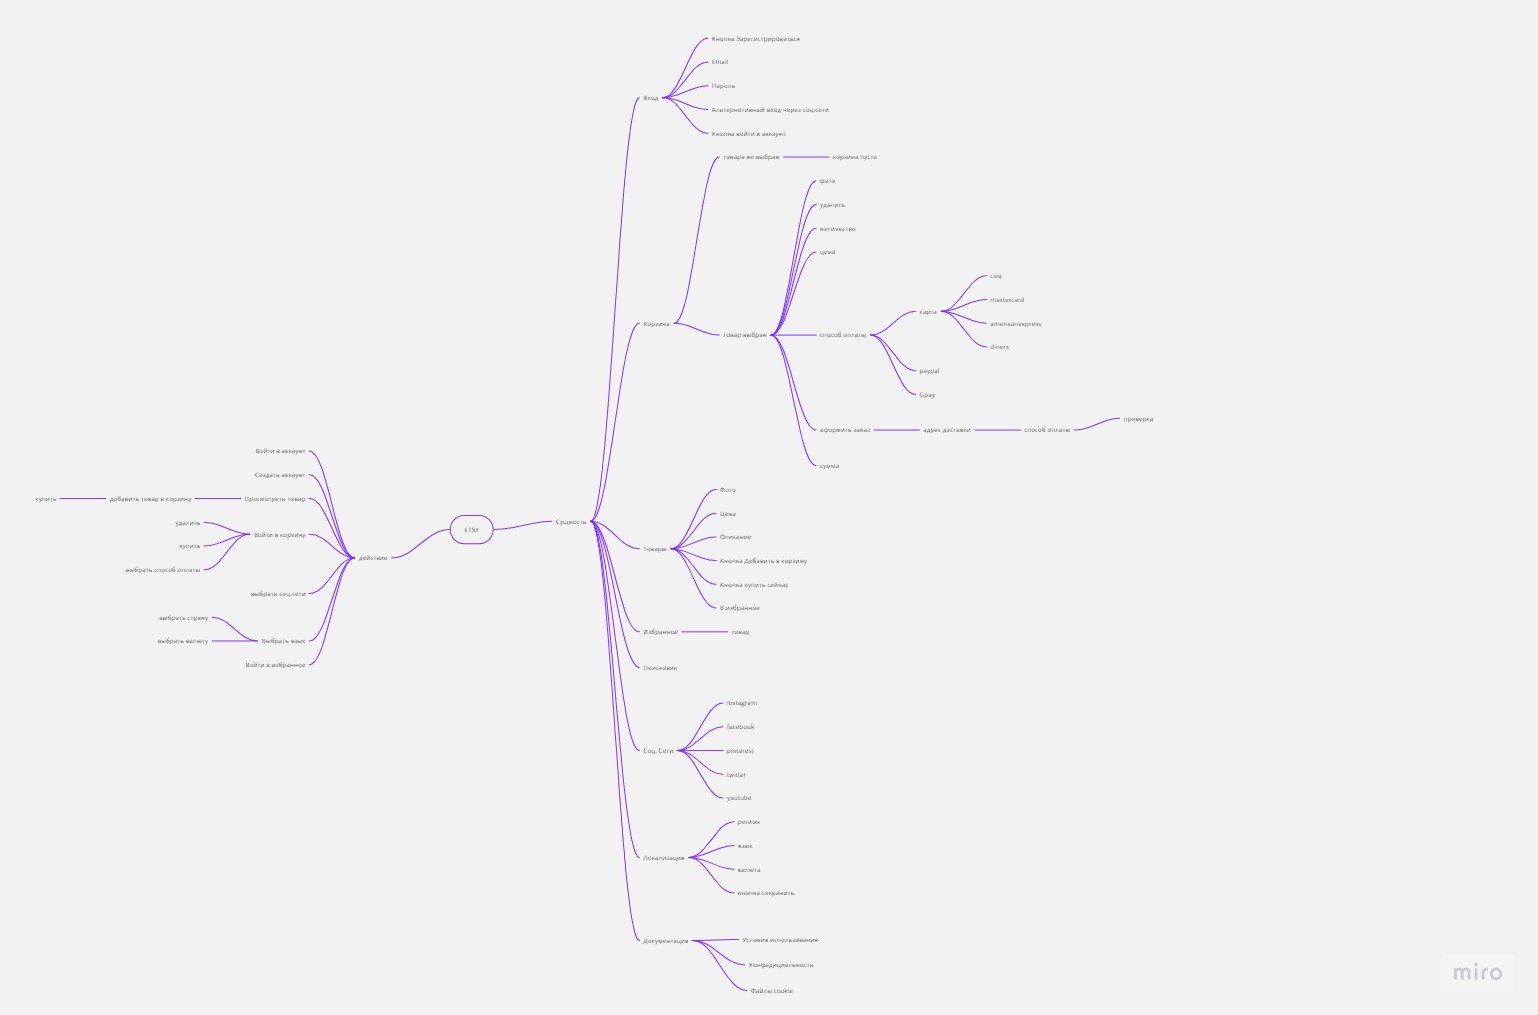 Кнопка Зарегистрироваться
Email
Пароль
Вход
Альтернативный вход через соц.сети
Кнопка войти в аккаунт
товара не выбран
корзина пуста
фото
удалить
количество
цена
ciza
mastercard
карта
Корзина
americanexpress
товар выбран
способ оплаты
diners
paypal
Gpay
проверка
оформить заказ
адрес доставки
способ оплаты
сумма
Войти в аккаунт
Создать аккаунт
купить
добавить товар в корзину
Просмотреть товар
удалить
Войти в корзину
купить
выбрать способ оплаты
действие
ETSY
Сущность
выбрать соц.сети
выбрать страну
выбрать валюту
Выбрать язык
Войти в избранное
Фото
Цена
Описание
Товары
Кнопка Добавить в корзину
Кнопка купить сейчас
В избранное
Избранное
товар
Поисковик
Instagram
facebook
Соц. Сети
pinterest
twitter
youtube
регион
язык
Локализация
валюта
кнопка сохранить
Документация
Условия использования
Конфедициальность
Файлы cookie
miro